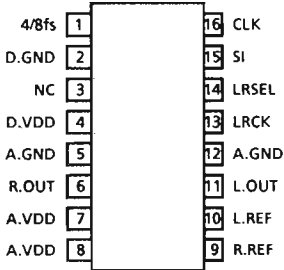 4/8fs 1 16 CLK
D.GND 2 15 SI
NC 3 14 LRSEL
D.VDD 4 13 LRCK
A.GND 5 12 A.GND
R.OUT 6 11 L.OUT
A.VDD 7 10 L.REF
A.VDD 8 9 R.REF